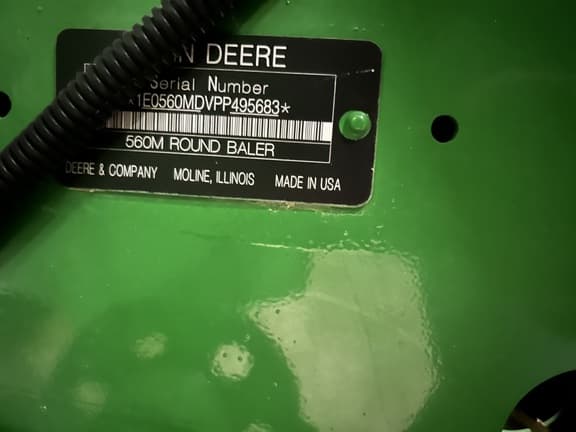 DEERE
Serial Number
*1E0560MDVPP495683*
560M ROUND BALER
DEERE & COMPANY MOLINE, ILLINOIS MADE IN USA